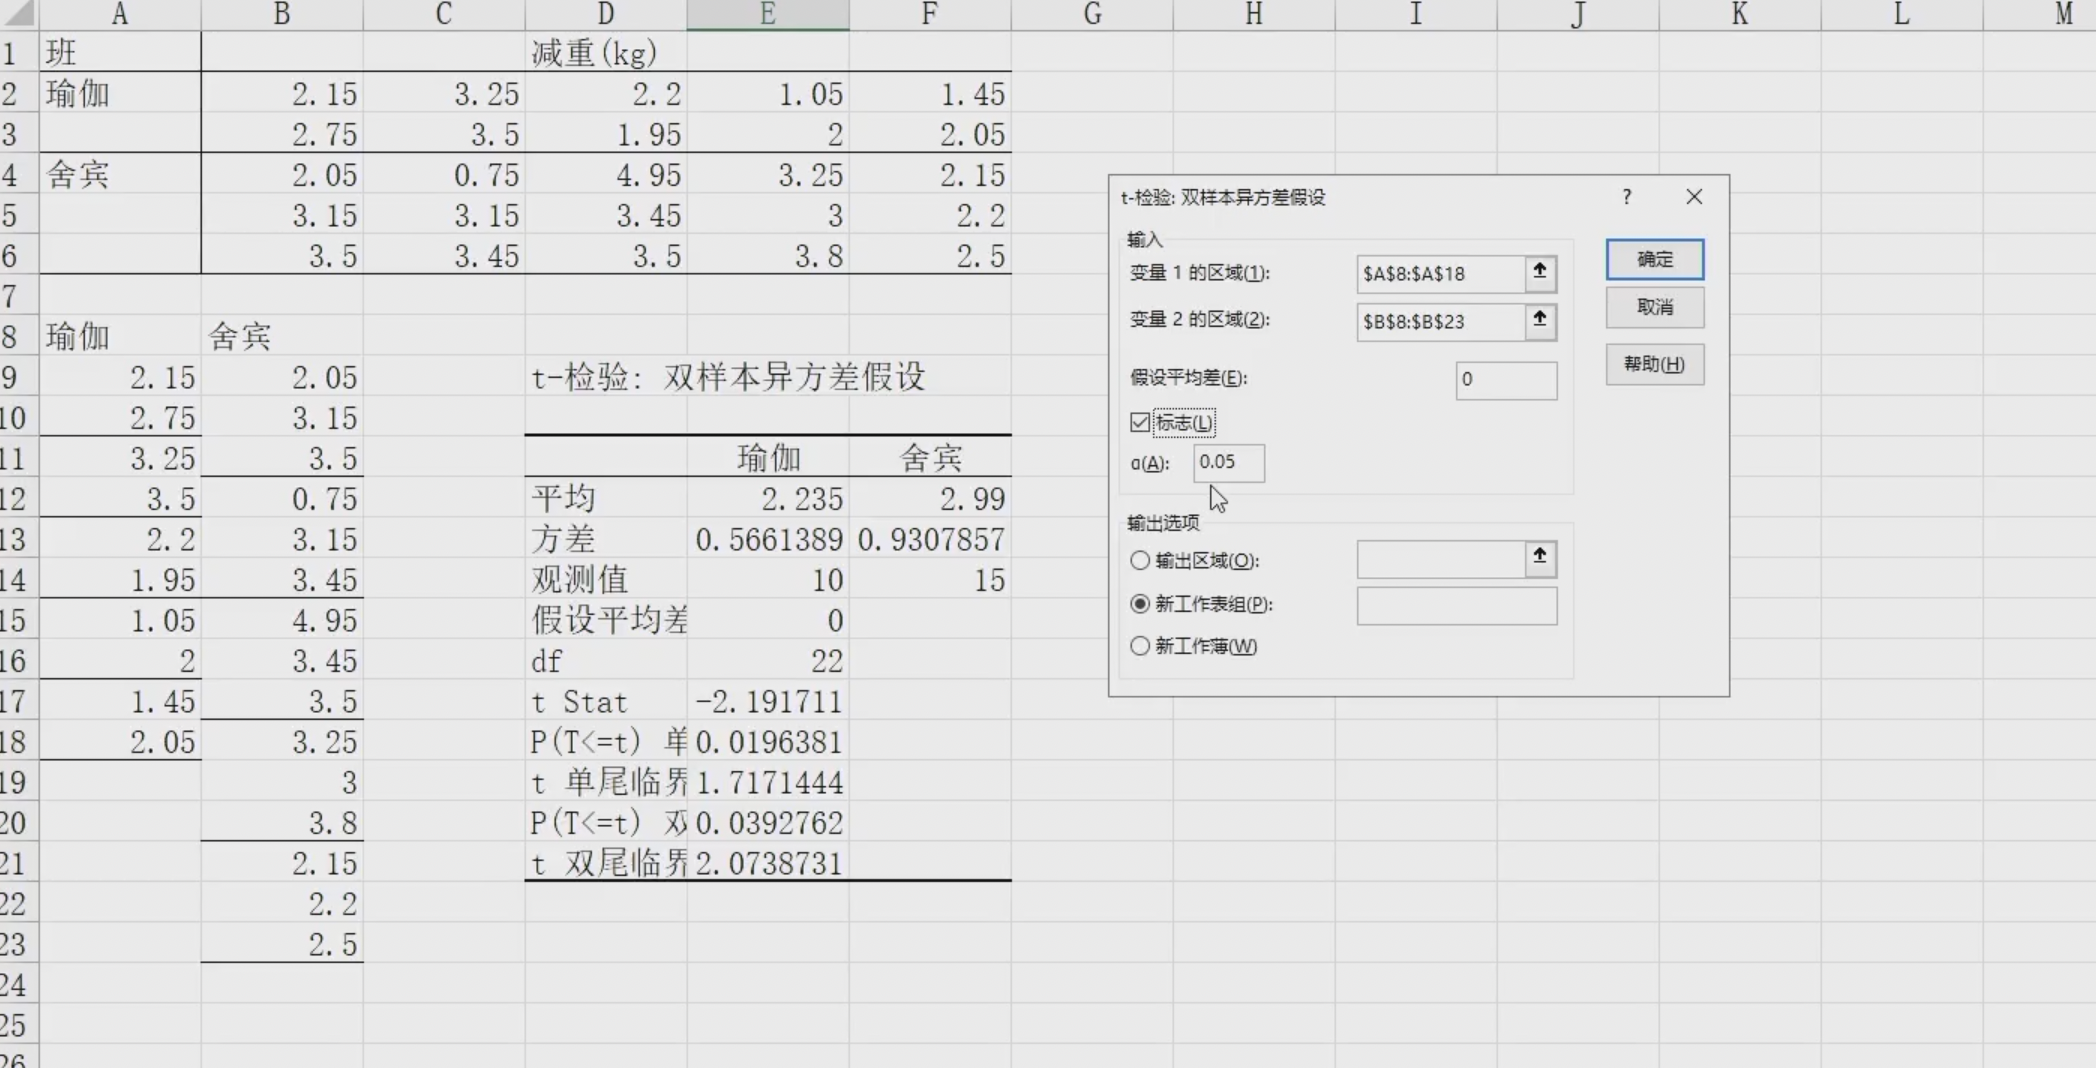 A B C D E F G H I J K L M
1 班 减重(kg)
2 瑜伽 2.15 3.25 2.2 1.05 1.45
3 2.75 3.5 1.95 2 2.05
4 舍宾 2.05 0.75 4.95 3.25 2.15
5 3.15 3.15 3.45 3 2.2
6 3.5 3.45 3.5 3.8 2.5
7
8 瑜伽 舍宾
9 2.15 2.05 t-检验: 双样本异方差假设
10 2.75 3.15
11 3.25 3.5 瑜伽 舍宾
12 3.5 0.75 平均 2.235 2.99
13 2.2 3.15 方差 0.5661389 0.9307857
14 1.95 3.45 观测值 10 15
15 1.05 4.95 假设平均差 0
16 2 3.45 df 22
17 1.45 3.5 t Stat -2.191711
18 2.05 3.25 P(T<=t) 单 0.0196381
19 3 t 单尾临界 1.7171444
20 3.8 P(T<=t) 双 0.0392762
21 2.15 t 双尾临界 2.0738731
22 2.2
23 2.5
24
25
26
t-检验: 双样本异方差假设 ?
输入
变量 1 的区域(1): $A$8:$A$18
变量 2 的区域(2): $B$8:$B$23
假设平均差(E): 0
标志(L)
α(A): 0.05
输出选项
输出区域(O):
新工作表组(P):
新工作薄(W)
确定
取消
帮助(H)